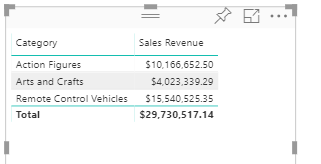 Category Sales Revenue
Action Figures $10,166,652.50
Arts and Crafts $4,023,339.29
Remote Control Vehicles $15,540,525.35
Total $29,730,517.14